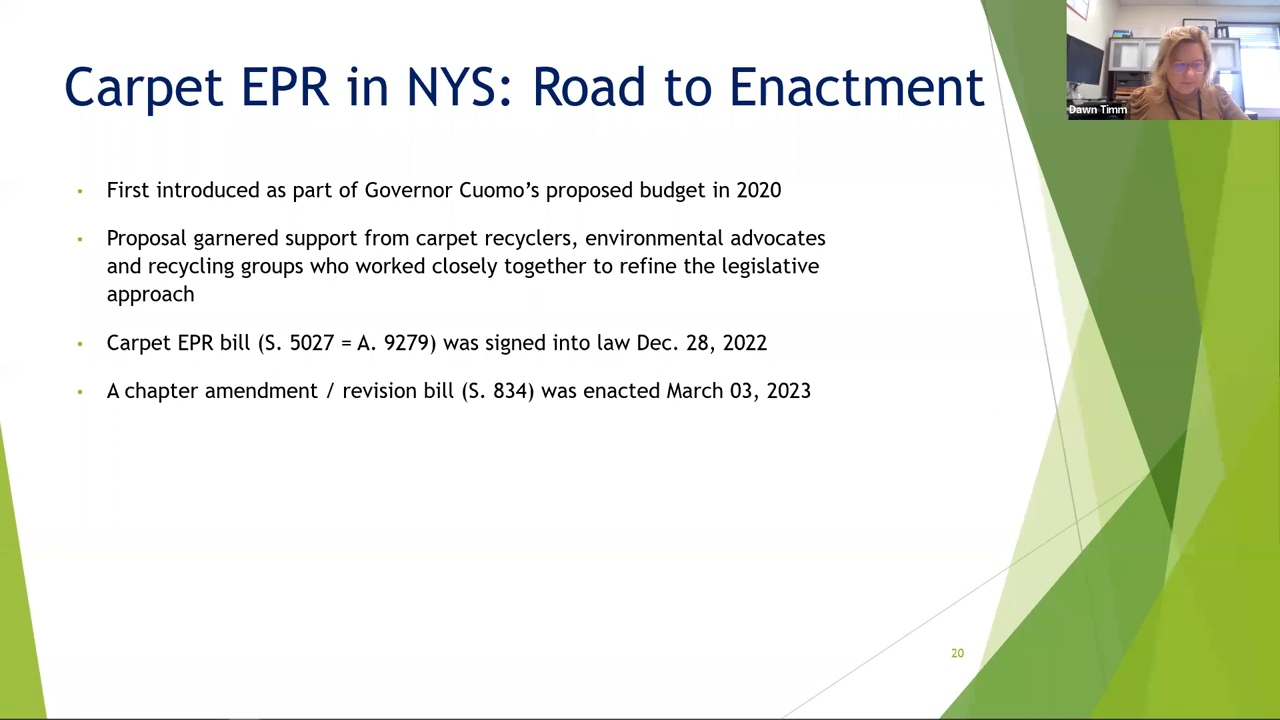 Carpet EPR in NYS: Road to Enactment
Dawn Timm
• First introduced as part of Governor Cuomo’s proposed budget in 2020
• Proposal garnered support from carpet recyclers, environmental advocates
and recycling groups who worked closely together to refine the legislative
approach
• Carpet EPR bill (S. 5027 = A. 9279) was signed into law Dec. 28, 2022
• A chapter amendment / revision bill (S. 834) was enacted March 03, 2023
20